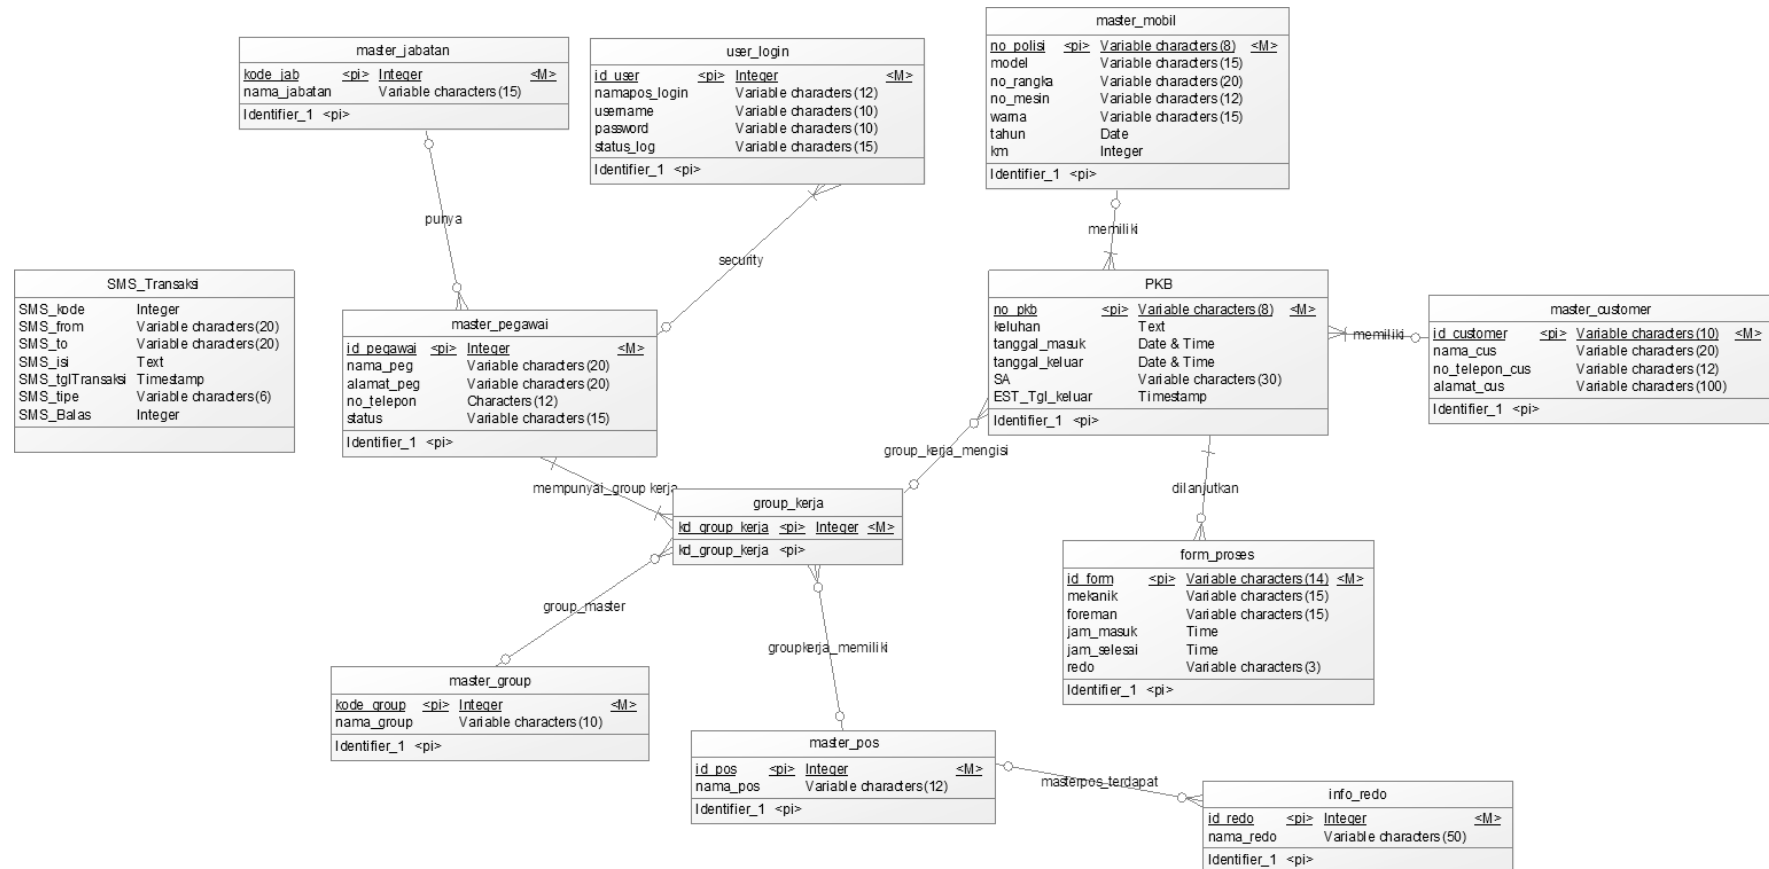 master_jabatan
kode_jab <pi> Integer <M>
nama_jabatan Variable characters (15)
Identifier_1 <pi>
user_login
id_user <pi> Integer <M>
namapos_login Variable characters (12)
username Variable characters (10)
password Variable characters (10)
status_log Variable characters (15)
Identifier_1 <pi>
master_mobil
no_polisi <pi> Variable characters (8) <M>
model Variable characters (15)
no_rangka Variable characters (20)
no_mesin Variable characters (12)
warna Variable characters (15)
tahun Date
km Integer
Identifier_1 <pi>
punya
security
memiliki
SMS_Transaksi
SMS_kode Integer
SMS_from Variable characters (20)
SMS_to Variable characters (20)
SMS_isi Text
SMS_tglTransaksi Timestamp
SMS_tipe Variable characters (6)
SMS_Balas Integer
master_pegawai
id_pegawai <pi> Integer <M>
nama_peg Variable characters (20)
alamat_peg Variable characters (20)
no_telepon Characters (12)
status Variable characters (15)
Identifier_1 <pi>
PKB
no_pkb <pi> Variable characters (8) <M>
keluhan Text
tanggal_masuk Date & Time
tanggal_keluar Date & Time
SA Variable characters (30)
EST_Tgl_keluar Timestamp
Identifier_1 <pi>
memiliki
master_customer
id_customer <pi> Variable characters (10) <M>
nama_cus Variable characters (20)
no_telepon_cus Variable characters (12)
alamat_cus Variable characters (100)
Identifier_1 <pi>
group_kerja_mengisi
mempunyai_group kerja
dilanjutkan
group_kerja
kd_group_kerja <pi> Integer <M>
kd_group_kerja <pi>
form_proses
id_form <pi> Variable characters (14) <M>
mekanik Variable characters (15)
foreman Variable characters (15)
jam_masuk Time
jam_selesai Time
redo Variable characters (3)
Identifier_1 <pi>
group_master
groupkerja_memiliki
master_group
kode_group <pi> Integer <M>
nama_group Variable characters (10)
Identifier_1 <pi>
master_pos
id_pos <pi> Integer <M>
nama_pos Variable characters (12)
Identifier_1 <pi>
masterpos_terdapat
info_redo
id_redo <pi> Integer <M>
nama_redo Variable characters (50)
Identifier_1 <pi>